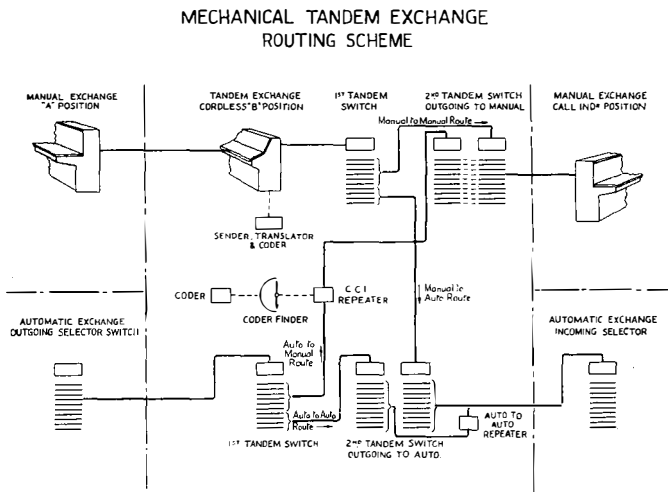 MECHANICAL TANDEM EXCHANGE
ROUTING SCHEME
MANUAL EXCHANGE
"A" POSITION
TANDEM EXCHANGE
CORDLESS "B" POSITION
1ST TANDEM
SWITCH
2ND TANDEM SWITCH
OUTGOING TO MANUAL
MANUAL EXCHANGE
CALL INDR POSITION
Manual to Manual Route
SENDER, TRANSLATOR
& CODER
CODER
CODER FINDER
C C I
REPEATER
Manual to
Auto Route
AUTOMATIC EXCHANGE
OUTGOING SELECTOR SWITCH
Auto to
Manual
Route
AUTOMATIC EXCHANGE
INCOMING SELECTOR
Auto to Auto
Route
1ST TANDEM SWITCH
2ND TANDEM SWITCH
OUTGOING TO AUTO.
AUTO TO
AUTO
REPEATER